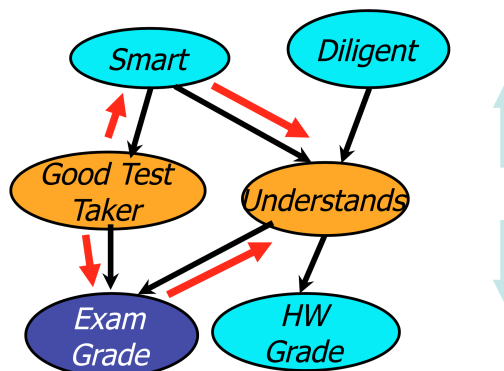 Smart
Diligent
Good Test
Taker
Understands
Exam
Grade
HW
Grade